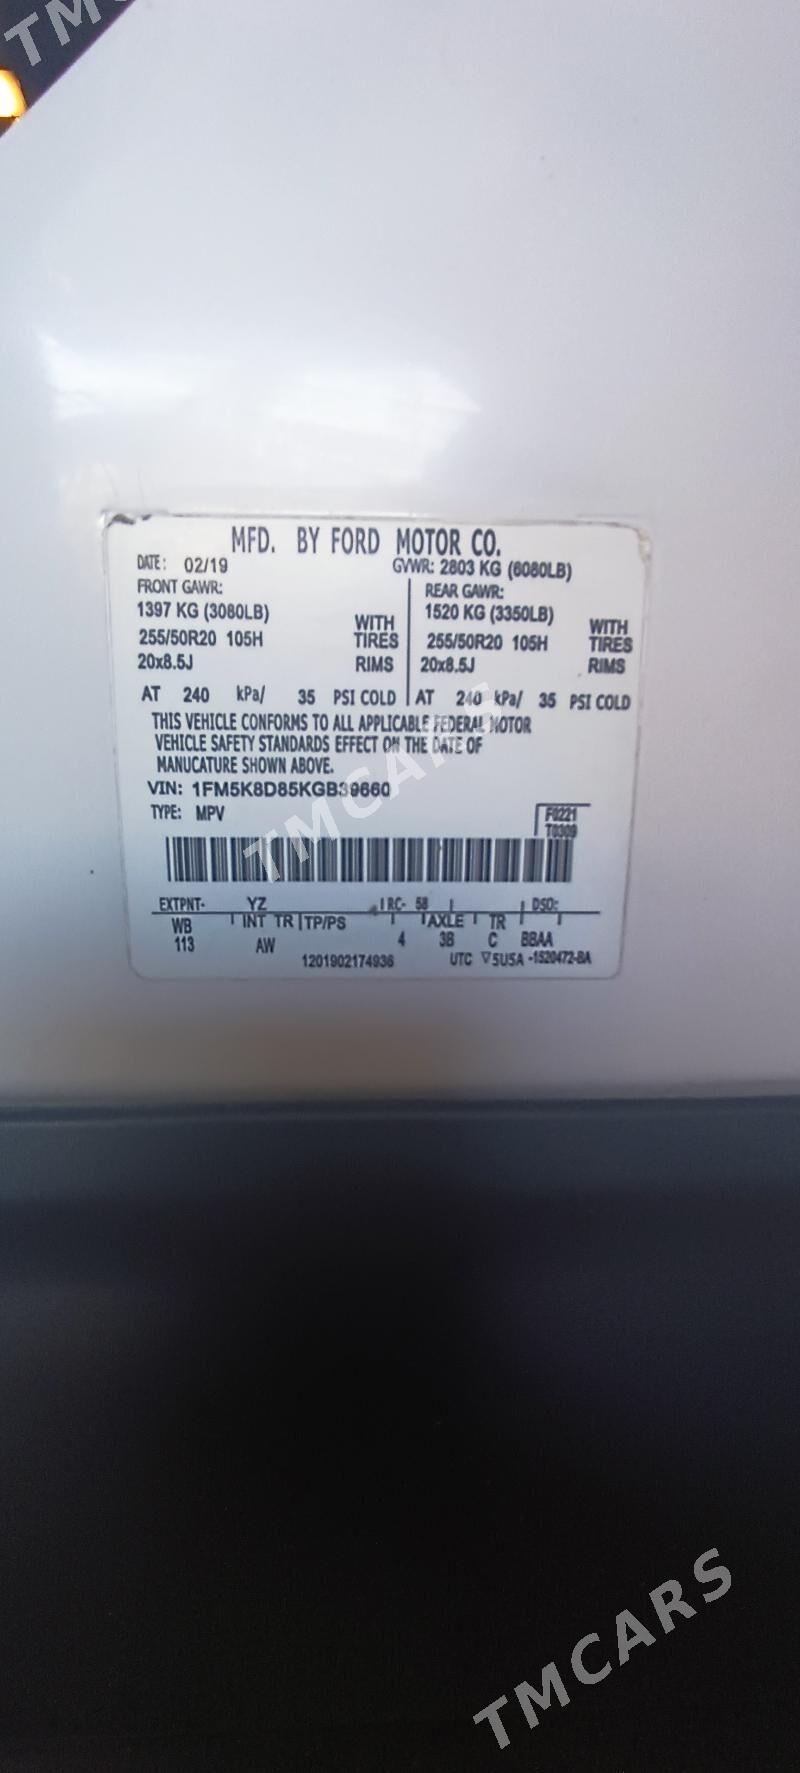 TMCARS
MFD. BY FORD MOTOR CO.
DATE: 02/19 GVWR: 2803 KG (6080LB)
FRONT GAWR: REAR GAWR:
1397 KG (3080LB) WITH 1520 KG (3350LB) WITH
255/50R20 105H TIRES 255/50R20 105H TIRES
20x8.5J RIMS 20x8.5J RIMS
AT 240 kPa/ 35 PSI COLD AT 240 kPa/ 35 PSI COLD
THIS VEHICLE CONFORMS TO ALL APPLICABLE FEDERAL MOTOR
VEHICLE SAFETY STANDARDS EFFECT ON THE DATE OF
MANUCATURE SHOWN ABOVE.
VIN: 1FM5K8D85KGB39660
TYPE: MPV F0221
T0309
TMCARS
EXTPNT- YZ RC- 58 DSO:
WB INT TR TP/PS AXLE TR
113 AW 4 3B C BBAA
1201902174936 UTC ▽5U5A -1520472-BA
TMCARS